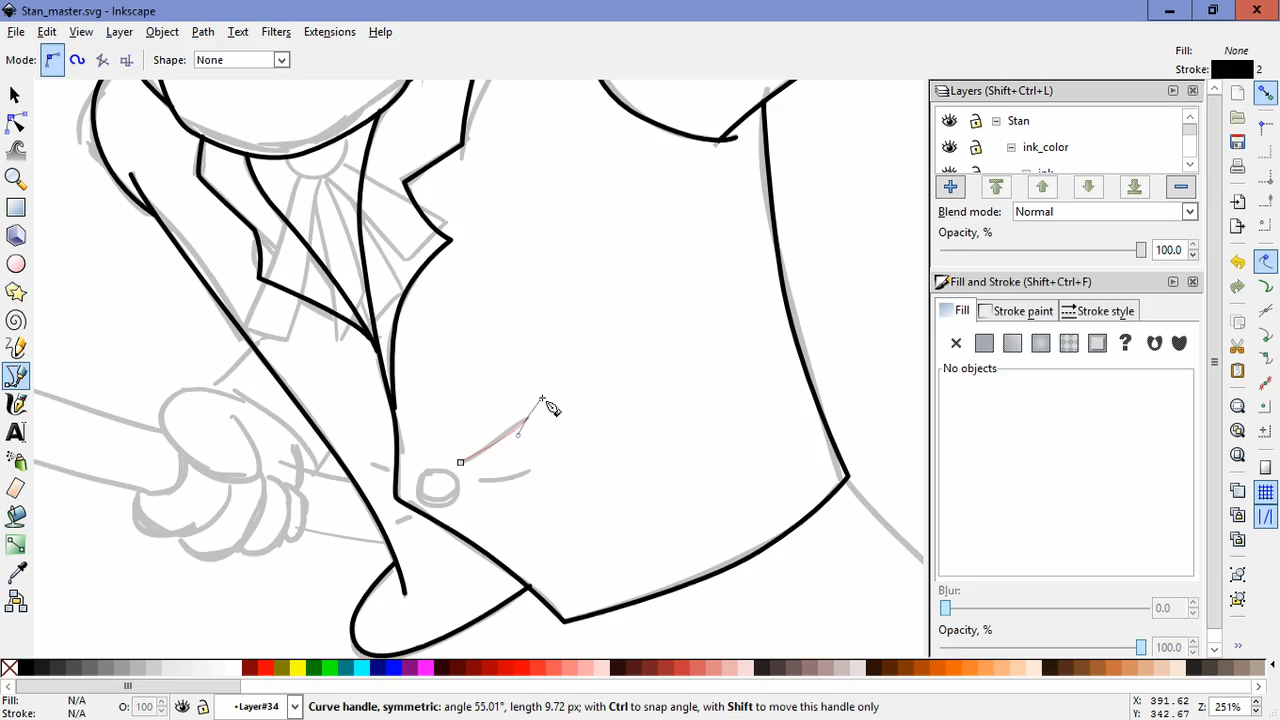 Stan_master.svg - Inkscape
File Edit View Layer Object Path Text Filters Extensions Help
Mode: Shape: None
Fill: None
Stroke: 2
Layers (Shift+Ctrl+L)
Stan
ink_color
Blend mode: Normal
Opacity, %
100.0
Fill and Stroke (Shift+Ctrl+F)
Fill Stroke paint Stroke style
?
No objects
Blur:
0.0
Opacity, %
100.0
Fill: N/A
Stroke: N/A
O: 100
•Layer#34
Curve handle, symmetric: angle 55.01°, length 9.72 px; with Ctrl to snap angle, with Shift to move this handle only
X: 391.62
Y: 342.67
Z: 251%